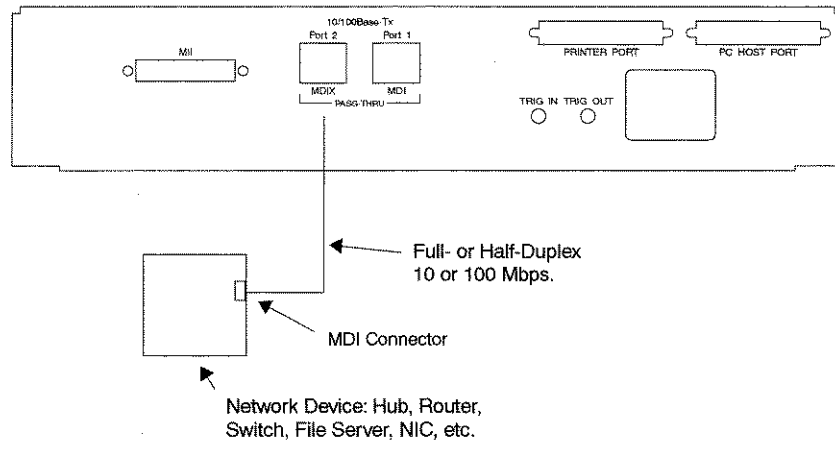 10/100Base-Tx
Port 2 Port 1
MII
MDIX MDI
PASS-THRU
PRINTER PORT PC HOST PORT
TRIG IN TRIG OUT
Full- or Half-Duplex
10 or 100 Mbps.
MDI Connector
Network Device: Hub, Router,
Switch, File Server, NIC, etc.